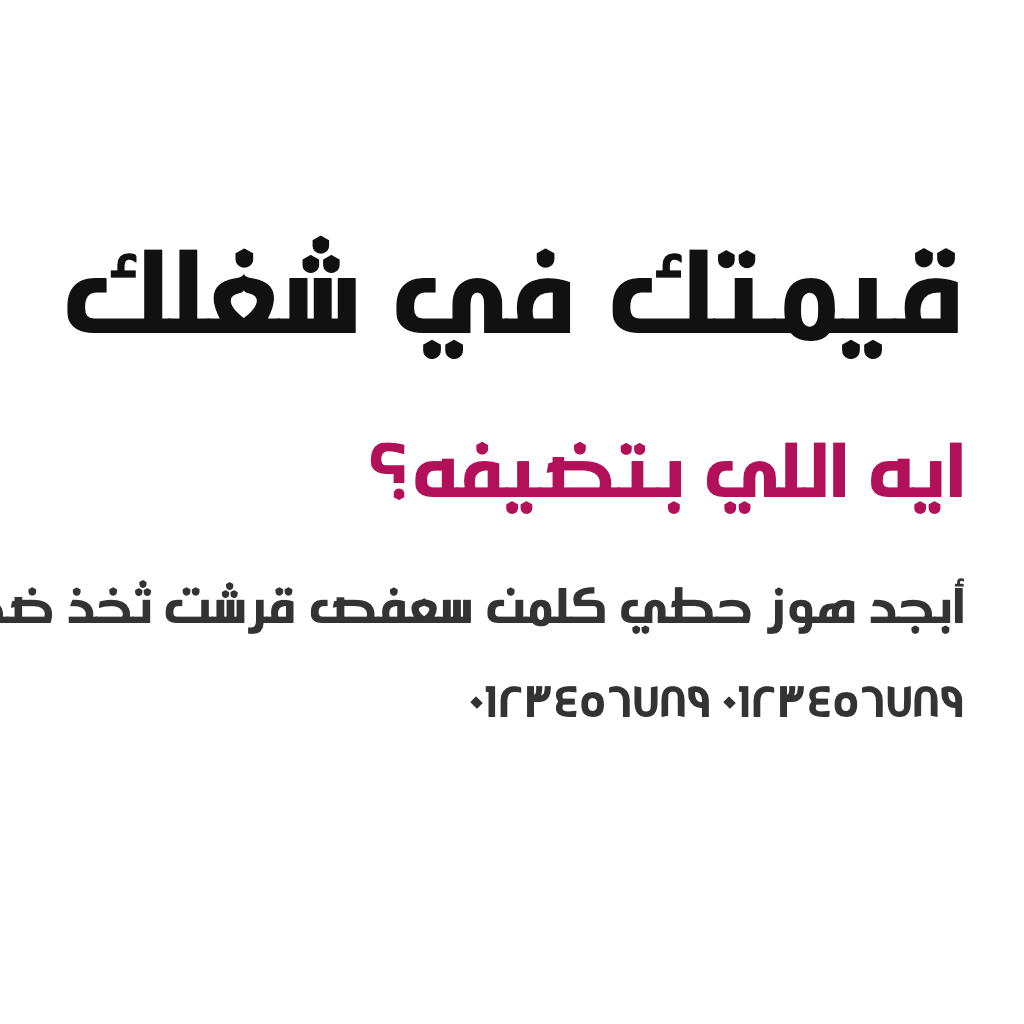 قيمتك في شغلك
ايه اللي بتضيفه؟
أبجد هوز حطي كلمن سعفص قرشت ثخذ
٠١٢٣٤٥٦٧٨٩ ٠١٢٣٤٥٦٧٨٩